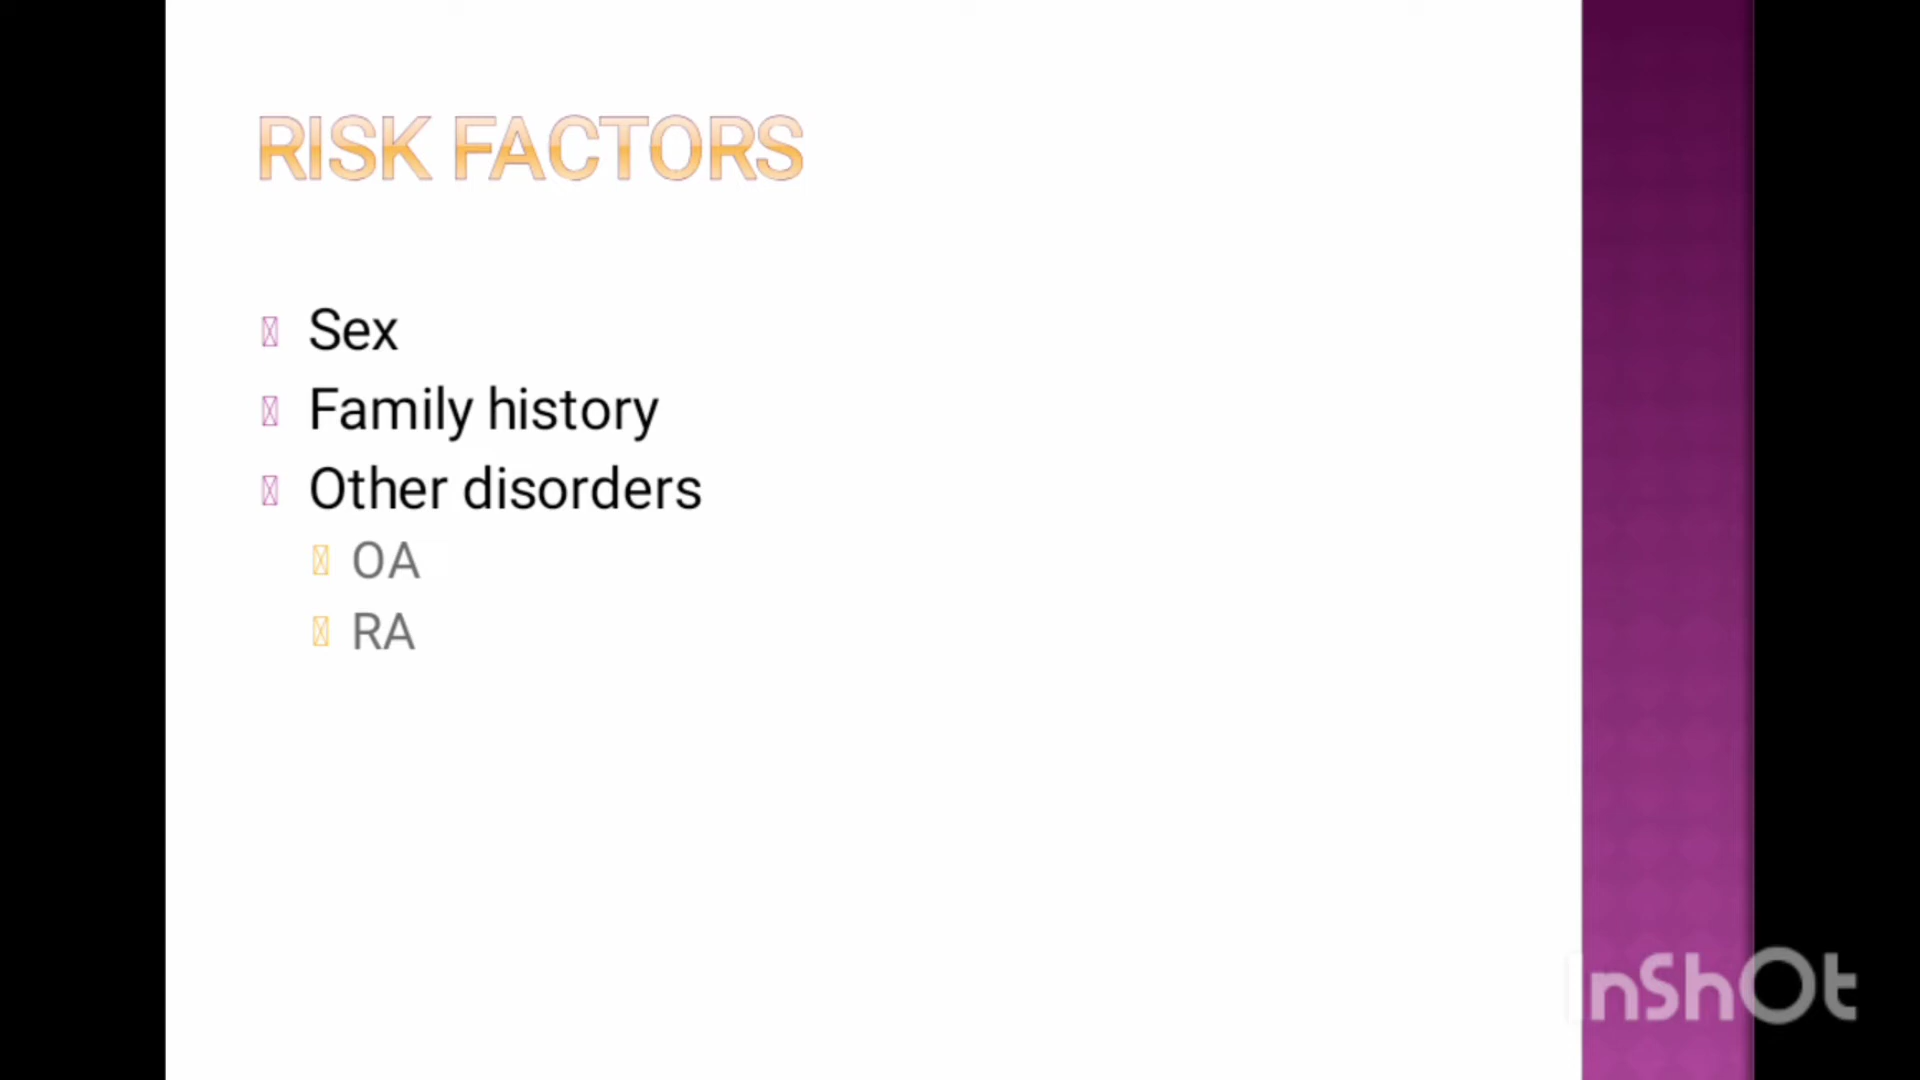 RISK FACTORS
Sex
Family history
Other disorders
OA
RA
InShOt